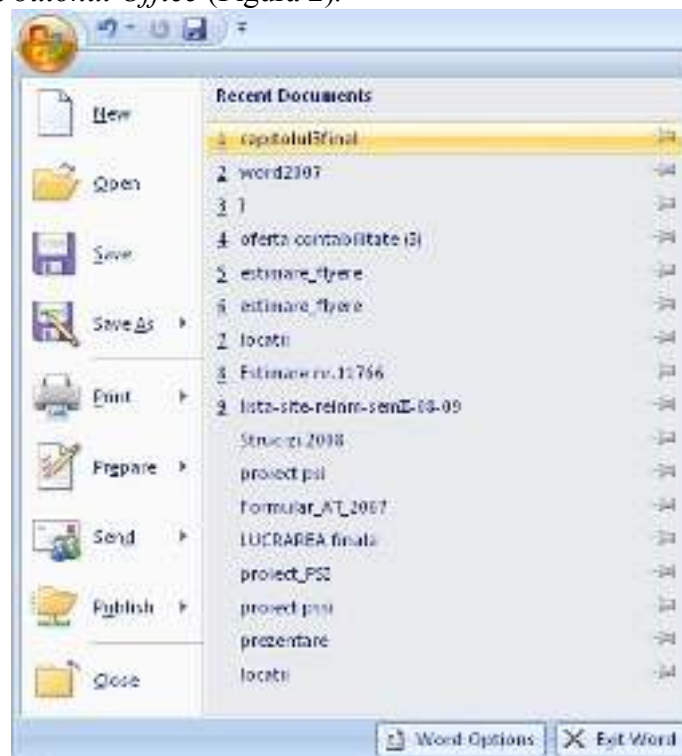 butonul Office (Figura 2).
New
Open
Save
Save As
Print
Prepare
Send
Publish
Close
Recent Documents
1 capitolul3final
2 word2007
3 1
4 oferta contabilitate (3)
5 estimare_flyere
6 estimare_flyere
7 locatii
8 Estimare nr.11766
9 lista-site-reinm-semII-08-09
2008
proiect psi
Formular_AT_2007
LUCRAREA finala
proiect_PSI
proiect pssi
prezentare
locatii
Word Options
Exit Word